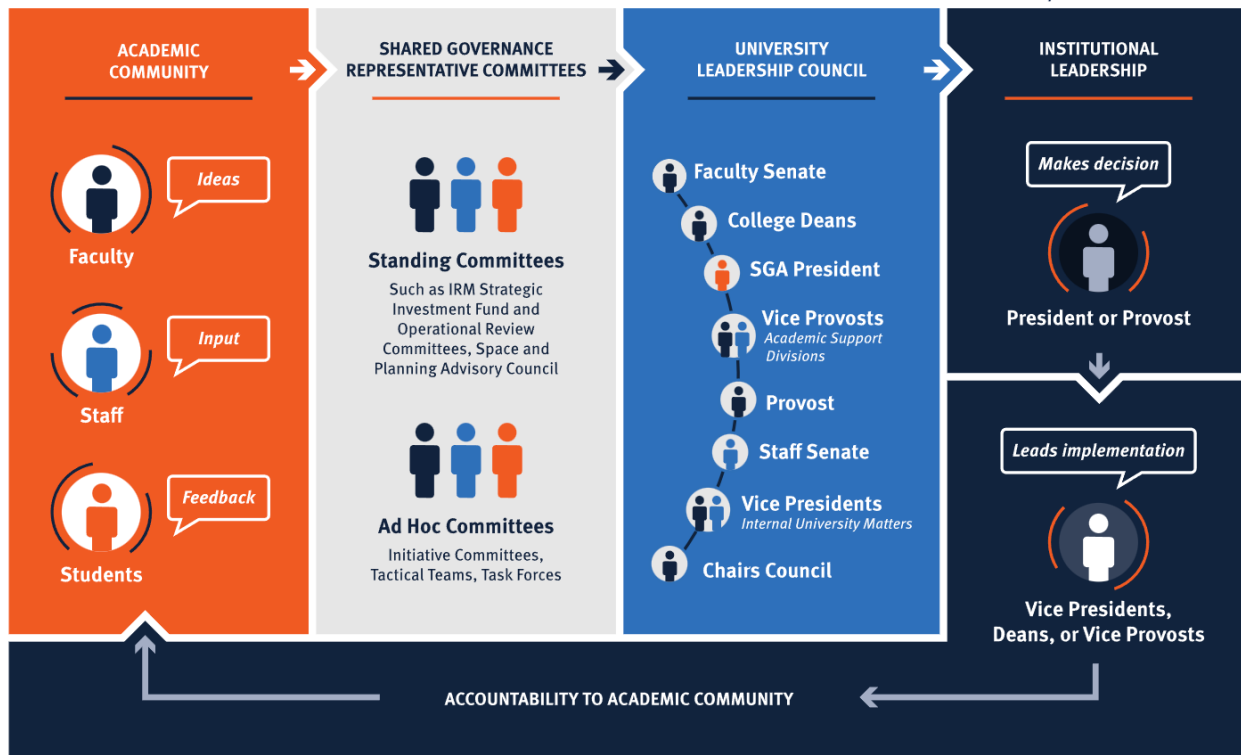 ACADEMIC
COMMUNITY
Ideas
Faculty
Input
Staff
Feedback
Students
SHARED GOVERNANCE
REPRESENTATIVE COMMITTEES
Standing Committees
Such as IRM Strategic
Investment Fund and
Operational Review
Committees, Space and
Planning Advisory Council
Ad Hoc Committees
Initiative Committees,
Tactical Teams, Task Forces
UNIVERSITY
LEADERSHIP COUNCIL
Faculty Senate
College Deans
SGA President
Vice Provosts
Academic Support
Divisions
Provost
Staff Senate
Vice Presidents
Internal University Matters
Chairs Council
INSTITUTIONAL
LEADERSHIP
Makes decision
President or Provost
Leads implementation
Vice Presidents,
Deans, or Vice Provosts
ACCOUNTABILITY TO ACADEMIC COMMUNITY